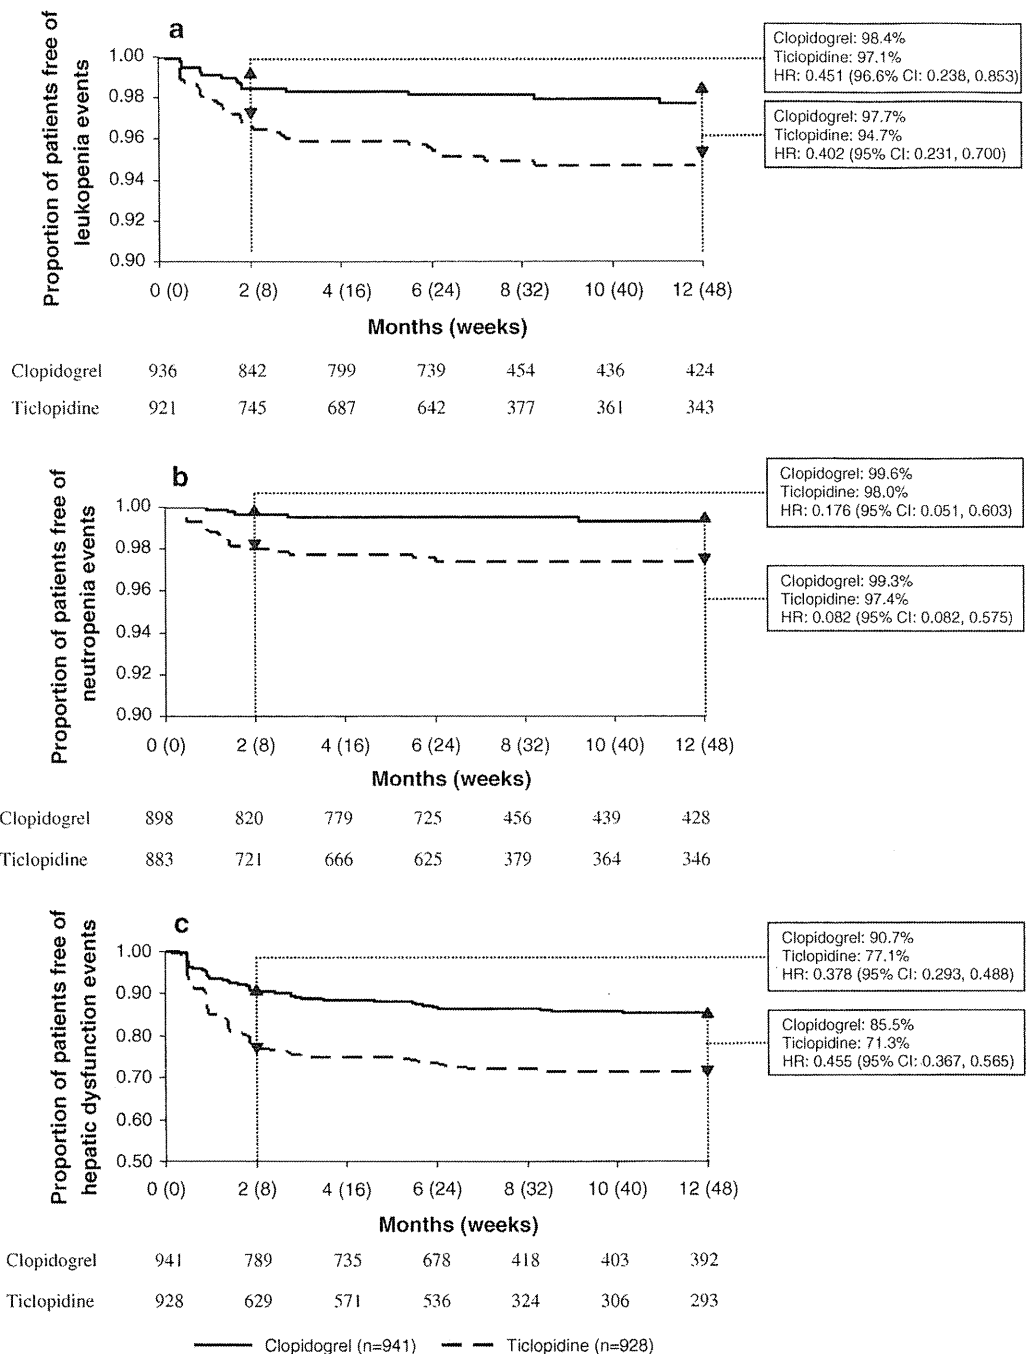 a
Proportion of patients free of
leukopenia events
1.00
0.98
0.96
0.94
0.92
0.90
0 (0) 2 (8) 4 (16) 6 (24) 8 (32) 10 (40) 12 (48)
Months (weeks)
Clopidogrel: 98.4%
Ticlopidine: 97.1%
HR: 0.451 (96.6% CI: 0.238, 0.853)
Clopidogrel: 97.7%
Ticlopidine: 94.7%
HR: 0.402 (95% CI: 0.231, 0.700)
Clopidogrel 936 842 799 739 454 436 424
Ticlopidine 921 745 687 642 377 361 343
b
Proportion of patients free of
neutropenia events
1.00
0.98
0.96
0.94
0.92
0.90
0 (0) 2 (8) 4 (16) 6 (24) 8 (32) 10 (40) 12 (48)
Months (weeks)
Clopidogrel: 99.6%
Ticlopidine: 98.0%
HR: 0.176 (95% CI: 0.051, 0.603)
Clopidogrel: 99.3%
Ticlopidine: 97.4%
HR: 0.082 (95% CI: 0.082, 0.575)
Clopidogrel 898 820 779 725 456 439 428
Ticlopidine 883 721 666 625 379 364 346
c
Proportion of patients free of
hepatic dysfunction events
1.00
0.90
0.80
0.70
0.50
0 (0) 2 (8) 4 (16) 6 (24) 8 (32) 10 (40) 12 (48)
Months (weeks)
Clopidogrel: 90.7%
Ticlopidine: 77.1%
HR: 0.378 (95% CI: 0.293, 0.488)
Clopidogrel: 85.5%
Ticlopidine: 71.3%
HR: 0.455 (95% CI: 0.367, 0.565)
Clopidogrel 941 789 735 678 418 403 392
Ticlopidine 928 629 571 536 324 306 293
Clopidogrel (n=941) Ticlopidine (n=928)